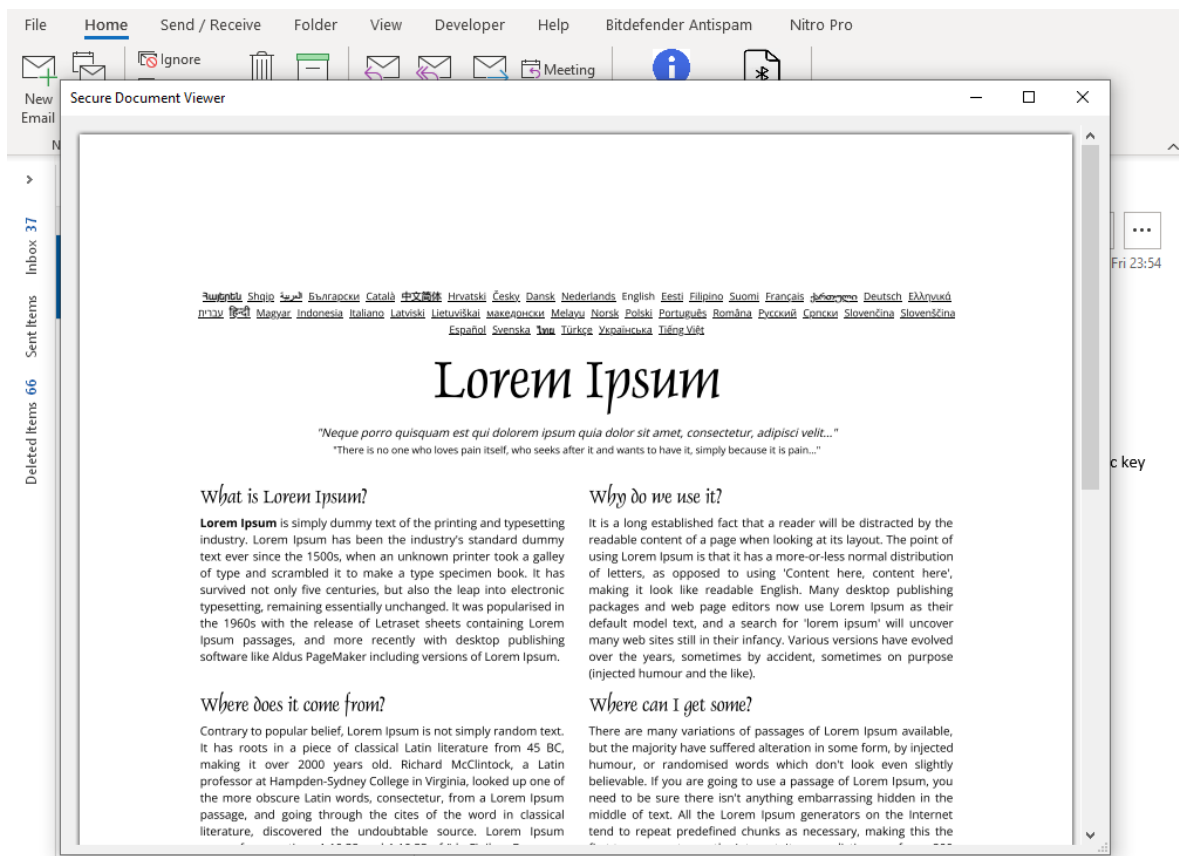 File Home Send / Receive Folder View Developer Help Bitdefender Antispam Nitro Pro
Ignore
Meeting
New
Email
Secure Document Viewer
Inbox 37
Sent Items
Deleted Items 66
Fri 23:54
c key
Հայերեն Shqip العربية Български Català 中文简体 Hrvatski Česky Dansk Nederlands English Eesti Filipino Suomi Français ქართული Deutsch Ελληνικά
עברית हिन्दी Magyar Indonesia Italiano Latviski Lietuviškai македонски Melayu Norsk Polski Português Româna Pyccкий Српски Slovenčina Slovenščina
Español Svenska ไทย Türkçe Українська Tiếng Việt
Lorem Ipsum
"Neque porro quisquam est qui dolorem ipsum quia dolor sit amet, consectetur, adipisci velit..."
"There is no one who loves pain itself, who seeks after it and wants to have it, simply because it is pain..."
What is Lorem Ipsum?
Lorem Ipsum is simply dummy text of the printing and typesetting
industry. Lorem Ipsum has been the industry's standard dummy
text ever since the 1500s, when an unknown printer took a galley
of type and scrambled it to make a type specimen book. It has
survived not only five centuries, but also the leap into electronic
typesetting, remaining essentially unchanged. It was popularised in
the 1960s with the release of Letraset sheets containing Lorem
Ipsum passages, and more recently with desktop publishing
software like Aldus PageMaker including versions of Lorem Ipsum.
Why do we use it?
It is a long established fact that a reader will be distracted by the
readable content of a page when looking at its layout. The point of
using Lorem Ipsum is that it has a more-or-less normal distribution
of letters, as opposed to using 'Content here, content here',
making it look like readable English. Many desktop publishing
packages and web page editors now use Lorem Ipsum as their
default model text, and a search for 'lorem ipsum' will uncover
many web sites still in their infancy. Various versions have evolved
over the years, sometimes by accident, sometimes on purpose
(injected humour and the like).
Where does it come from?
Contrary to popular belief, Lorem Ipsum is not simply random text.
It has roots in a piece of classical Latin literature from 45 BC,
making it over 2000 years old. Richard McClintock, a Latin
professor at Hampden-Sydney College in Virginia, looked up one of
the more obscure Latin words, consectetur, from a Lorem Ipsum
passage, and going through the cites of the word in classical
literature, discovered the undoubtable source. Lorem Ipsum
Where can I get some?
There are many variations of passages of Lorem Ipsum available,
but the majority have suffered alteration in some form, by injected
humour, or randomised words which don't look even slightly
believable. If you are going to use a passage of Lorem Ipsum, you
need to be sure there isn't anything embarrassing hidden in the
middle of text. All the Lorem Ipsum generators on the Internet
tend to repeat predefined chunks as necessary, making this the